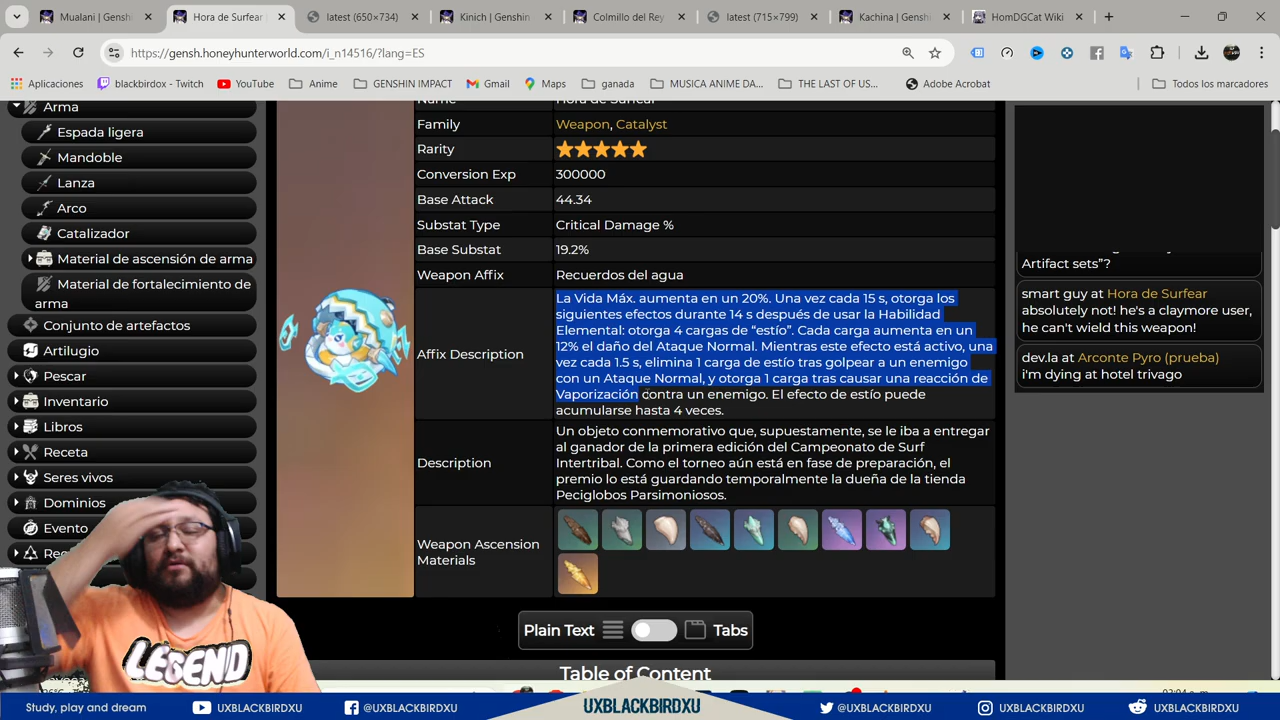 Mualani | Genshin
Hora de Surfear
latest (650×734)
Kinich | Genshin
Colmillo del Rey
latest (715×799)
Kachina | Genshi
HomDGCat Wiki
https://gensh.honeyhunterworld.com/i_n14516/?lang=ES
Aplicaciones
blackbirdox - Twitch
YouTube
Anime
GENSHIN IMPACT
Gmail
Maps
ganada
MUSICA ANIME DA...
THE LAST OF US...
Adobe Acrobat
Todos los marcadores
Arma
Espada ligera
Mandoble
Lanza
Arco
Catalizador
Material de ascensión de arma
Material de fortalecimiento de
arma
Conjunto de artefactos
Artilugio
Pescar
Inventario
Libros
Receta
Seres vivos
Dominios
Evento
Name
Hora de Surfear
Family
Weapon, Catalyst
Rarity
Conversion Exp
300000
Base Attack
44.34
Substat Type
Critical Damage %
Base Substat
19.2%
Weapon Affix
Recuerdos del agua
Affix Description
La Vida Máx. aumenta en un 20%. Una vez cada 15 s, otorga los
siguientes efectos durante 14 s después de usar la Habilidad
Elemental: otorga 4 cargas de “estío”. Cada carga aumenta en un
12% el daño del Ataque Normal. Mientras este efecto está activo, una
vez cada 1.5 s, elimina 1 carga de estío tras golpear a un enemigo
con un Ataque Normal, y otorga 1 carga tras causar una reacción de
Vaporización contra un enemigo. El efecto de estío puede
acumularse hasta 4 veces.
Description
Un objeto conmemorativo que, supuestamente, se le iba a entregar
al ganador de la primera edición del Campeonato de Surf
Intertribal. Como el torneo aún está en fase de preparación, el
premio lo está guardando temporalmente la dueña de la tienda
Peciglobos Parsimoniosos.
Weapon Ascension
Materials
Plain Text
Tabs
Table of Content
Artifact sets”?
smart guy at Hora de Surfear
absolutely not! he's a claymore user,
he can't wield this weapon!
dev.la at Arconte Pyro (prueba)
i'm dying at hotel trivago
LEGEND
Study, play and dream
UXBLACKBIRDXU
@UXBLACKBIRDXU
UXBLACKBIRDXU
@UXBLACKBIRDXU
UXBLACKBIRDXU
UXBLACKBIRDXU